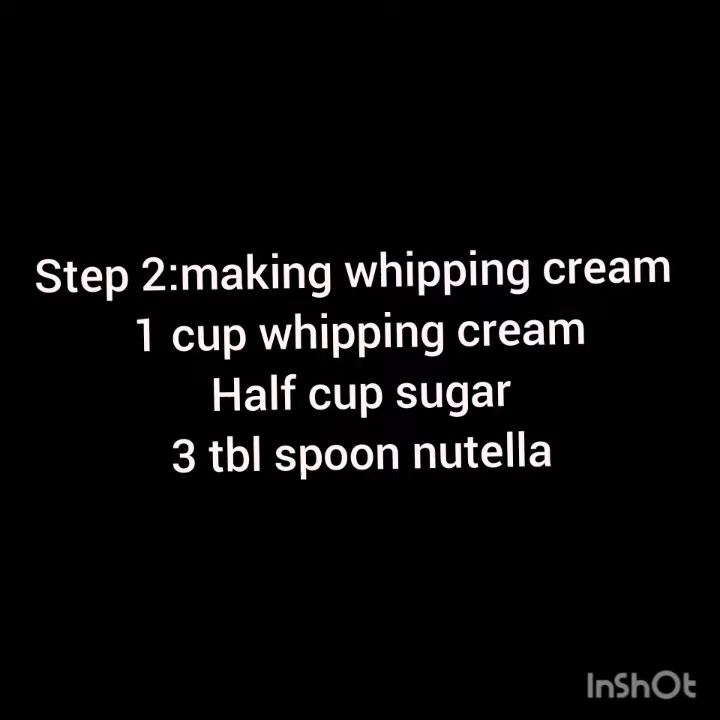 Step 2:making whipping cream
1 cup whipping cream
Half cup sugar
3 tbl spoon nutella
InShOt